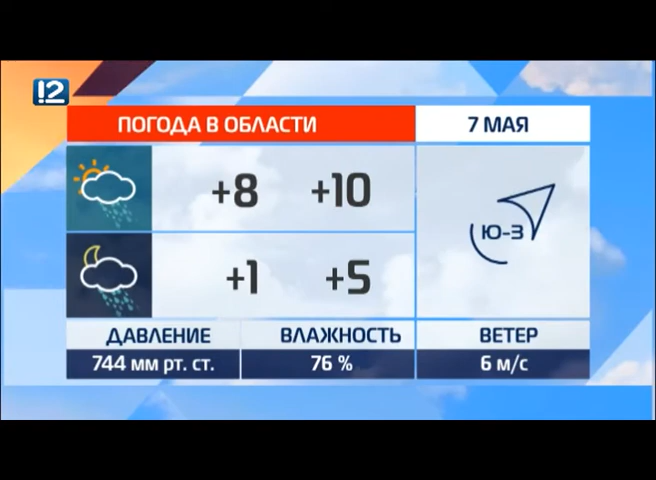 12
ПОГОДА В ОБЛАСТИ
7 МАЯ
+8 +10
Ю-З
+1 +5
ДАВЛЕНИЕ
ВЛАЖНОСТЬ
ВЕТЕР
744 мм рт. ст.
76 %
6 м/с